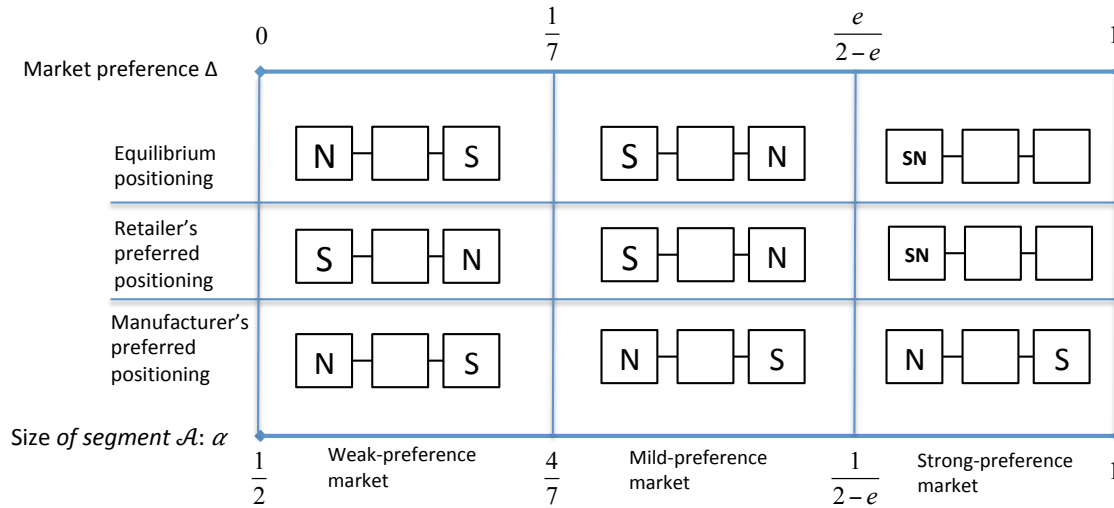 0 1/7 e/(2 − e) 1
Market preference Δ
Equilibrium
positioning
N S S N SN
Retailer's
preferred
positioning
S N S N SN
Manufacturer's
preferred
positioning
N S N S N S
Size of segment 𝒜: α
Weak-preference
market
Mild-preference
market
Strong-preference
market
1/2 4/7 1/(2 − e) 1